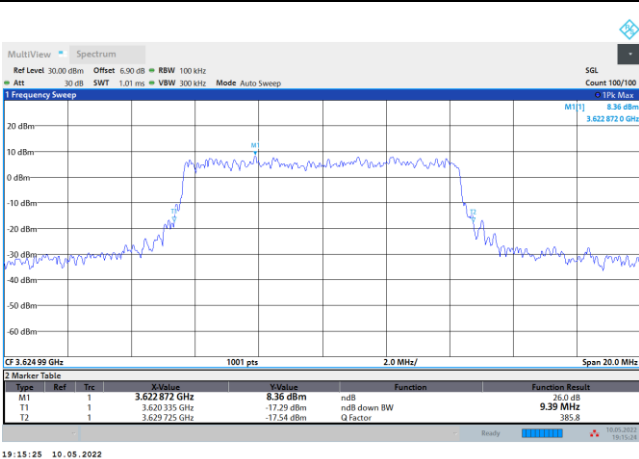 MultiView Spectrum
Ref Level 30.00 dBm Offset 6.90 dB RBW 100 kHz SGL
Att 30 dB SWT 1.01 ms VBW 300 kHz Mode Auto Sweep Count 100/100
1 Frequency Sweep 1Pk Max
M1[1] 8.36 dBm
3.622 872 0 GHz
20 dBm
M1
10 dBm
0 dBm
-10 dBm
T1 T2
-20 dBm
-30 dBm
-40 dBm
-50 dBm
-60 dBm
CF 3.624 99 GHz 1001 pts 2.0 MHz/ Span 20.0 MHz
2 Marker Table
Type Ref Trc X-Value Y-Value Function Function Result
M1 1 3.622 872 GHz 8.36 dBm ndB 26.0 dB
T1 1 3.620 335 GHz -17.29 dBm ndB down BW 9.39 MHz
T2 1 3.629 725 GHz -17.54 dBm Q Factor 385.8
Ready 10.05.2022
19:15:24
19:15:25 10.05.2022